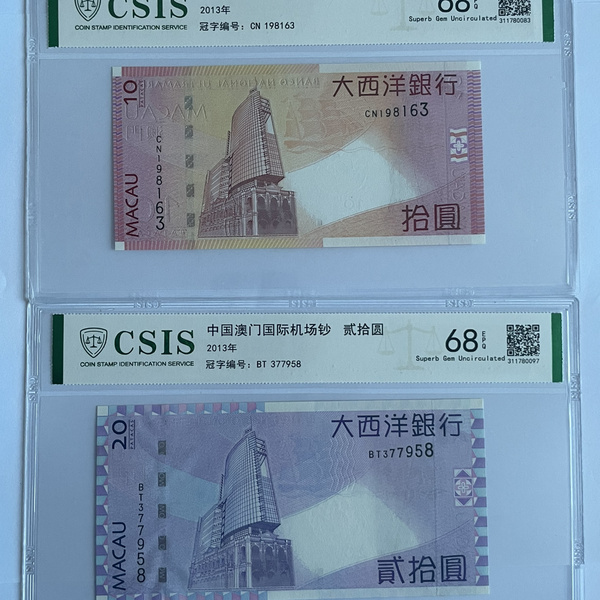 CSIS
COIN STAMP IDENTIFICATION SERVICE
2013年
冠字编号: CN 198163
68
Superb Gem Uncirculated
311780083
10
PATACAS
大西洋銀行
CN198163
CN198163
MACAU
拾圓
CSIS
COIN STAMP IDENTIFICATION SERVICE
中国澳门国际机场钞 贰拾圆
2013年
冠字编号: BT 377958
68 EPQ
Superb Gem Uncirculated
311780097
20
PATACAS
大西洋銀行
BT377958
BT377958
MACAU
貳拾圓